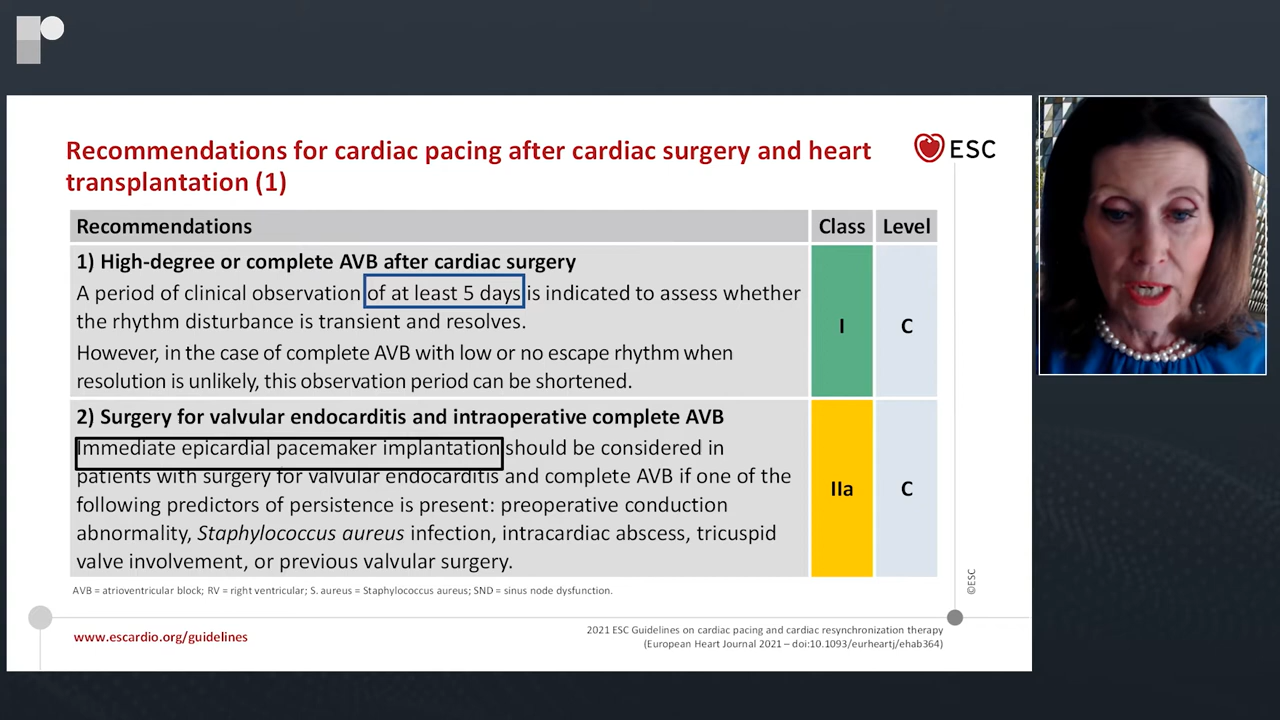 Recommendations for cardiac pacing after cardiac surgery and heart
transplantation (1)
ESC
Recommendations Class Level
1) High-degree or complete AVB after cardiac surgery
A period of clinical observation of at least 5 days is indicated to assess whether
the rhythm disturbance is transient and resolves.
However, in the case of complete AVB with low or no escape rhythm when
resolution is unlikely, this observation period can be shortened.
I C
2) Surgery for valvular endocarditis and intraoperative complete AVB
Immediate epicardial pacemaker implantation should be considered in
patients with surgery for valvular endocarditis and complete AVB if one of the
following predictors of persistence is present: preoperative conduction
abnormality, Staphylococcus aureus infection, intracardiac abscess, tricuspid
valve involvement, or previous valvular surgery.
IIa C
AVB = atrioventricular block; RV = right ventricular; S. aureus = Staphylococcus aureus; SND = sinus node dysfunction.
©ESC
www.escardio.org/guidelines
2021 ESC Guidelines on cardiac pacing and cardiac resynchronization therapy
(European Heart Journal 2021 – doi:10.1093/eurheartj/ehab364)